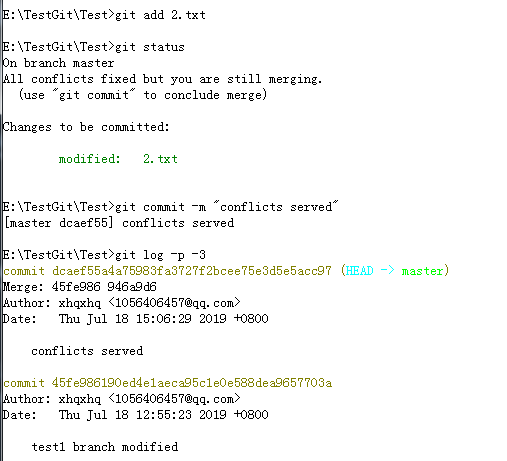 E:\TestGit\Test>git add 2.txt
E:\TestGit\Test>git status
On branch master
All conflicts fixed but you are still merging.
(use "git commit" to conclude merge)
Changes to be committed:
modified:   2.txt
E:\TestGit\Test>git commit -m "conflicts served"
[master dcaef55] conflicts served
E:\TestGit\Test>git log -p -3
commit dcaef55a4a75983fa3727f2bcee75e3d5e5acc97 (HEAD -> master)
Merge: 45fe986 946a9d6
Author: xhqxhq <1056406457@qq.com>
Date:   Thu Jul 18 15:06:29 2019 +0800
conflicts served
commit 45fe986190ed4e1aeca95c1e0e588dea9657703a
Author: xhqxhq <1056406457@qq.com>
Date:   Thu Jul 18 12:55:23 2019 +0800
test1 branch modified